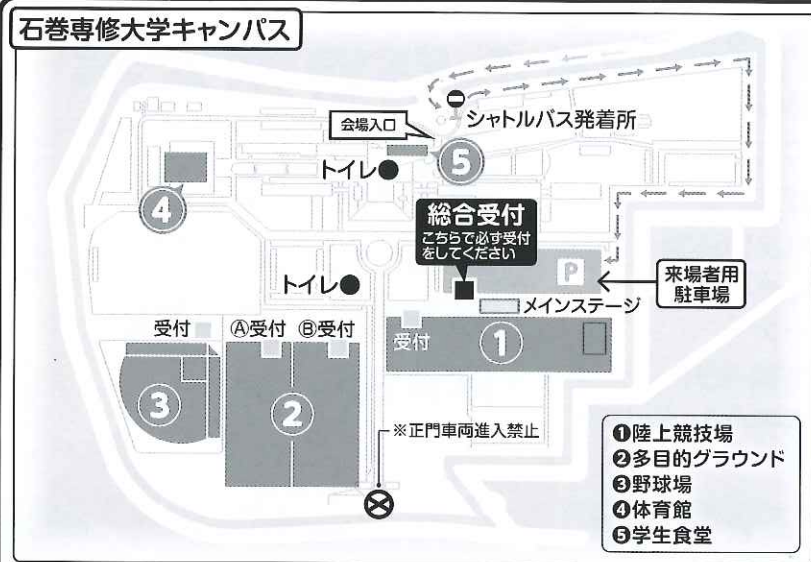 石巻専修大学キャンパス
会場入口
シャトルバス発着所
トイレ
5
4
総合受付
こちらで必ず受付
をしてください
トイレ
P
来場者用
駐車場
メインステージ
受付
Ⓐ受付
Ⓑ受付
受付
1
3
2
※正門車両進入禁止
❶陸上競技場
❷多目的グラウンド
❸野球場
❹体育館
❺学生食堂